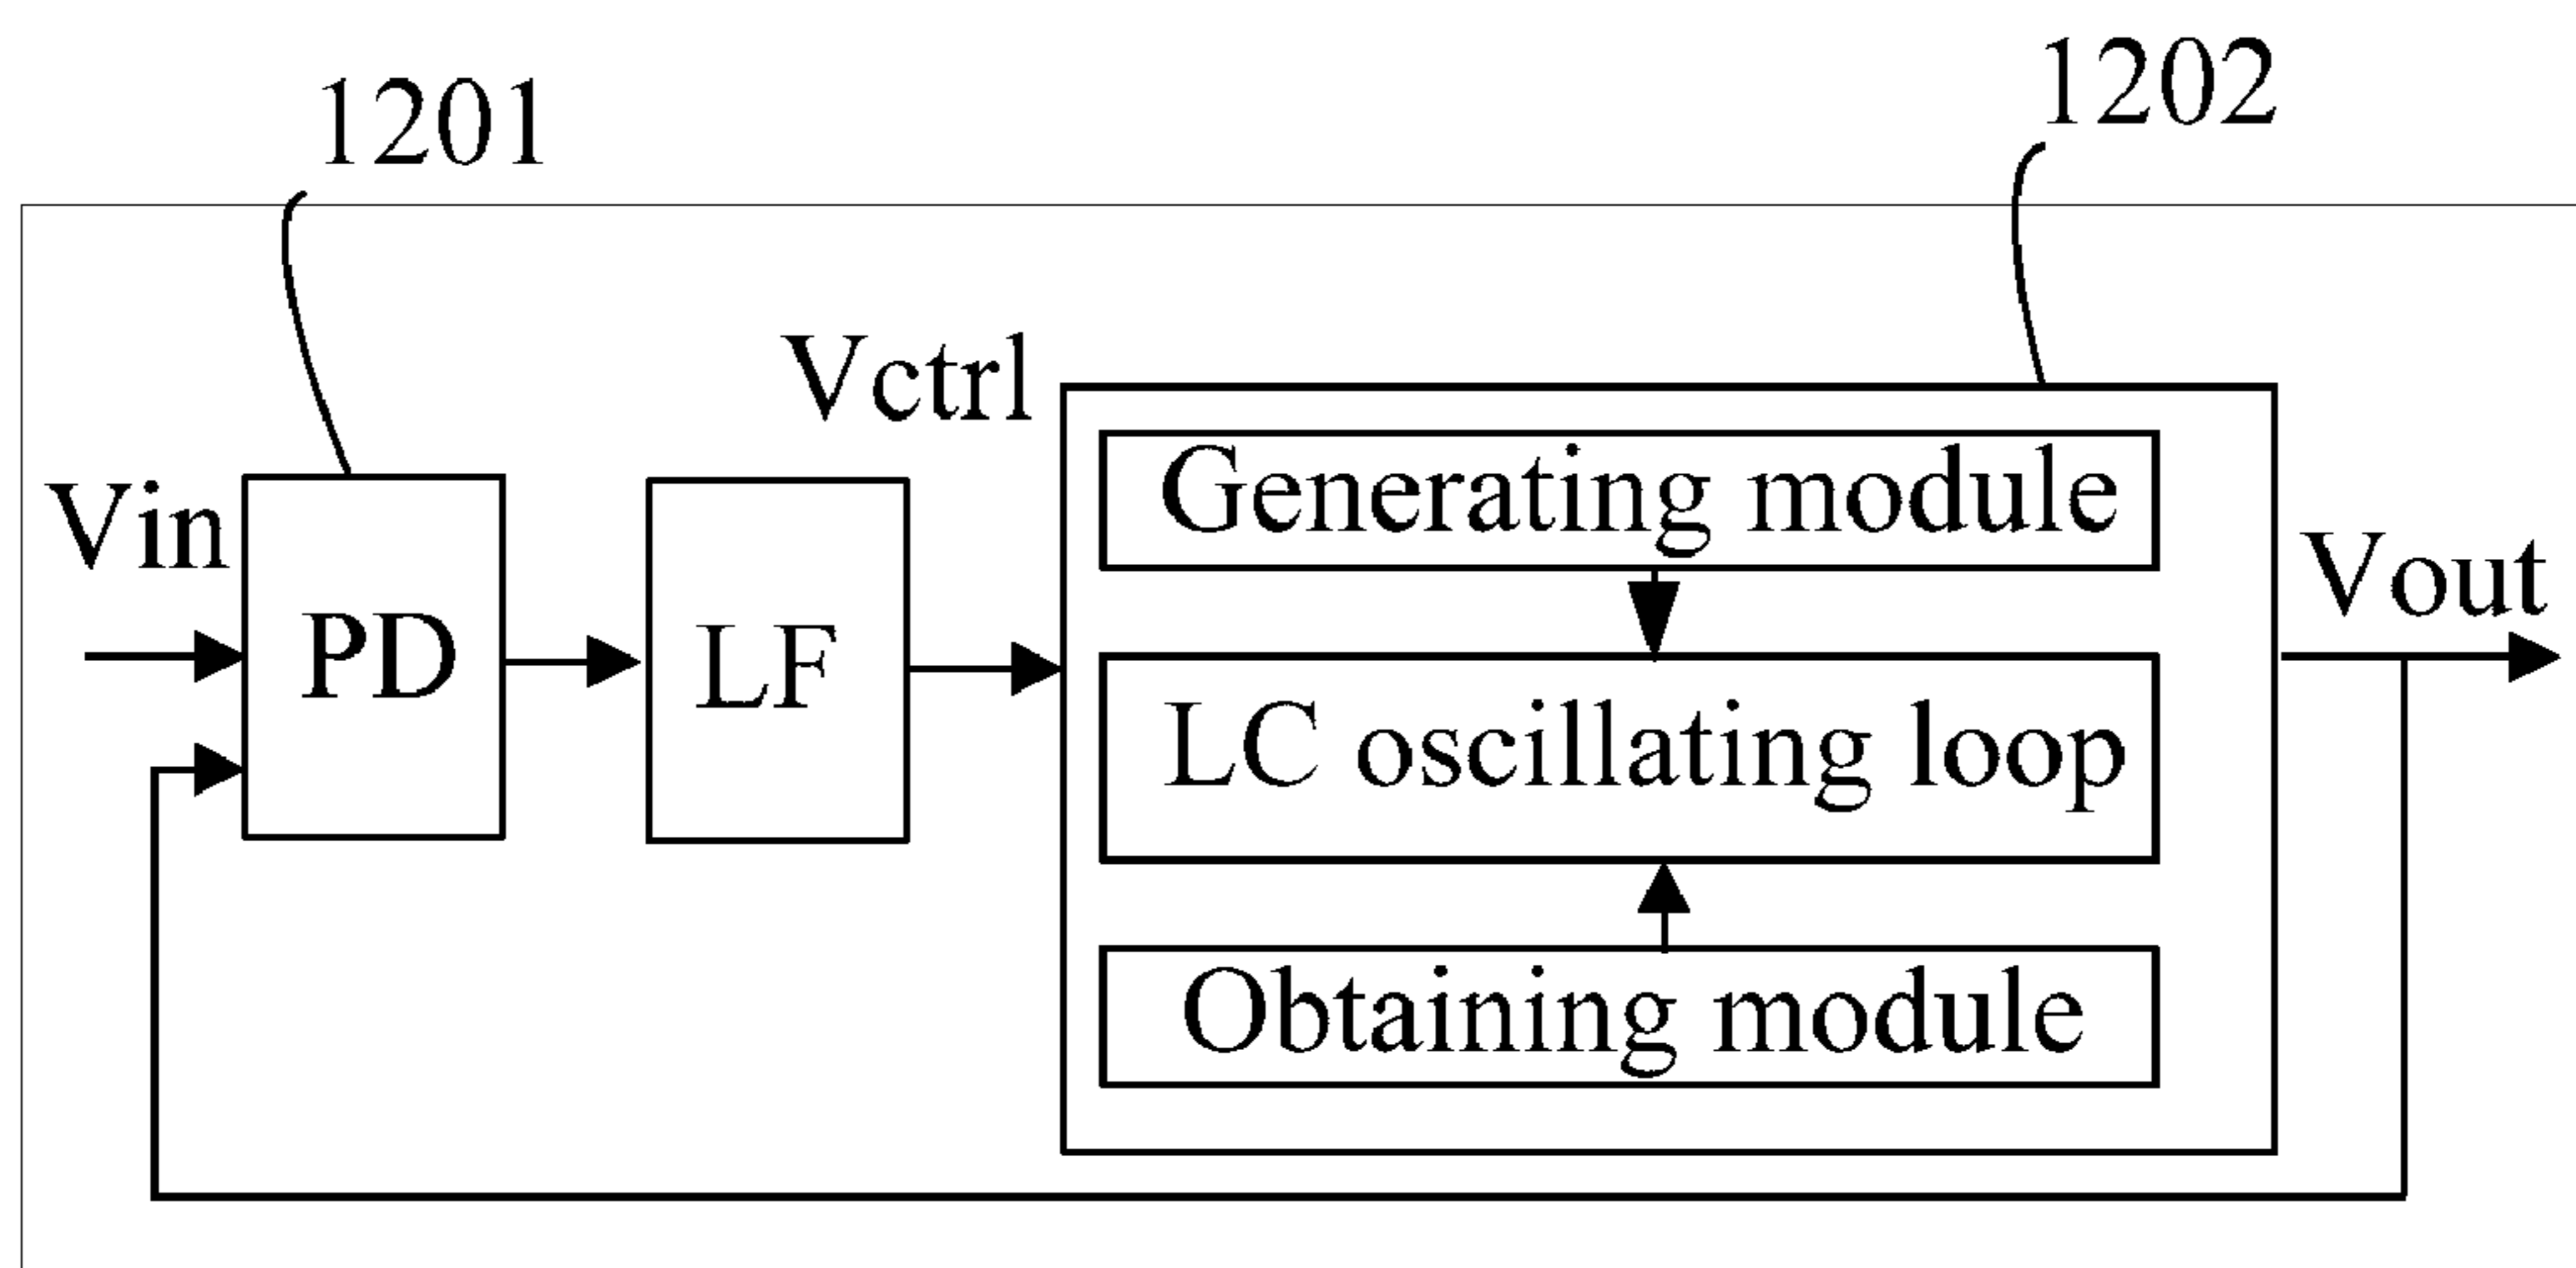 1201
1202
Vctrl
Vin
Generating module
Vout
PD
LF
LC oscillating loop
Obtaining module